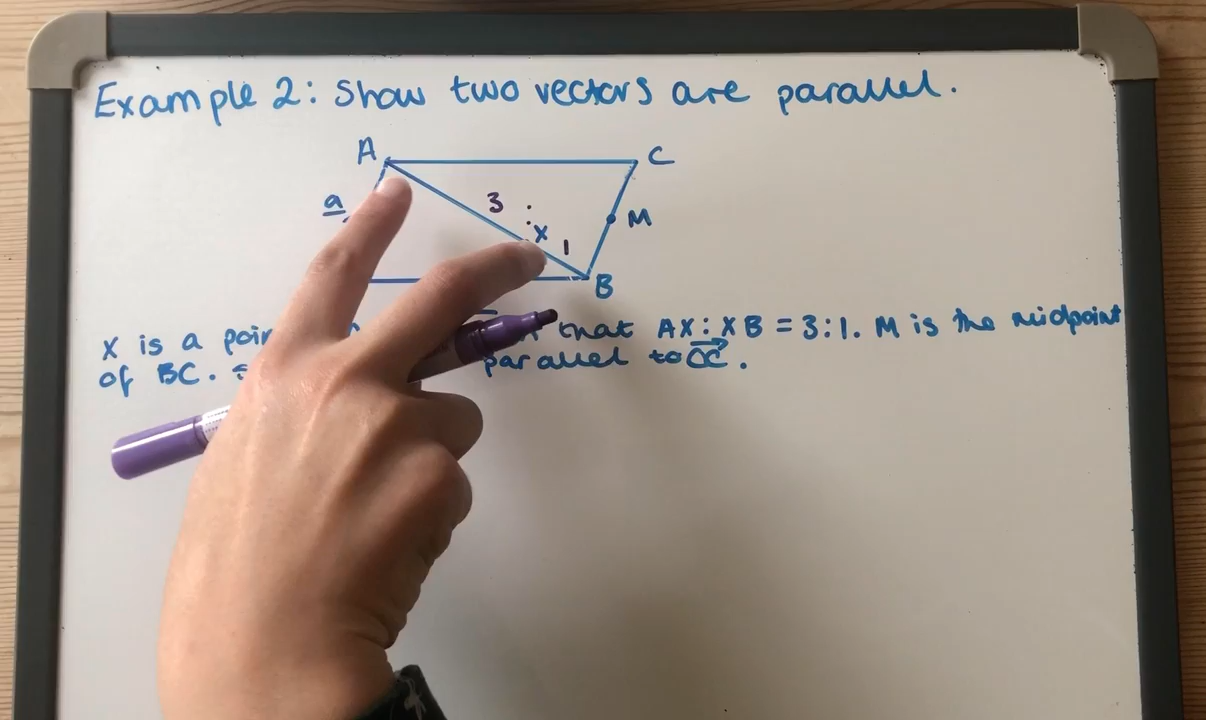 Example 2: Show two vectors are parallel.
A
C
a
3 :
x
1
M
B
X is a that AX:XB = 3:1. M is the midpoint
of BC. parallel to OC.